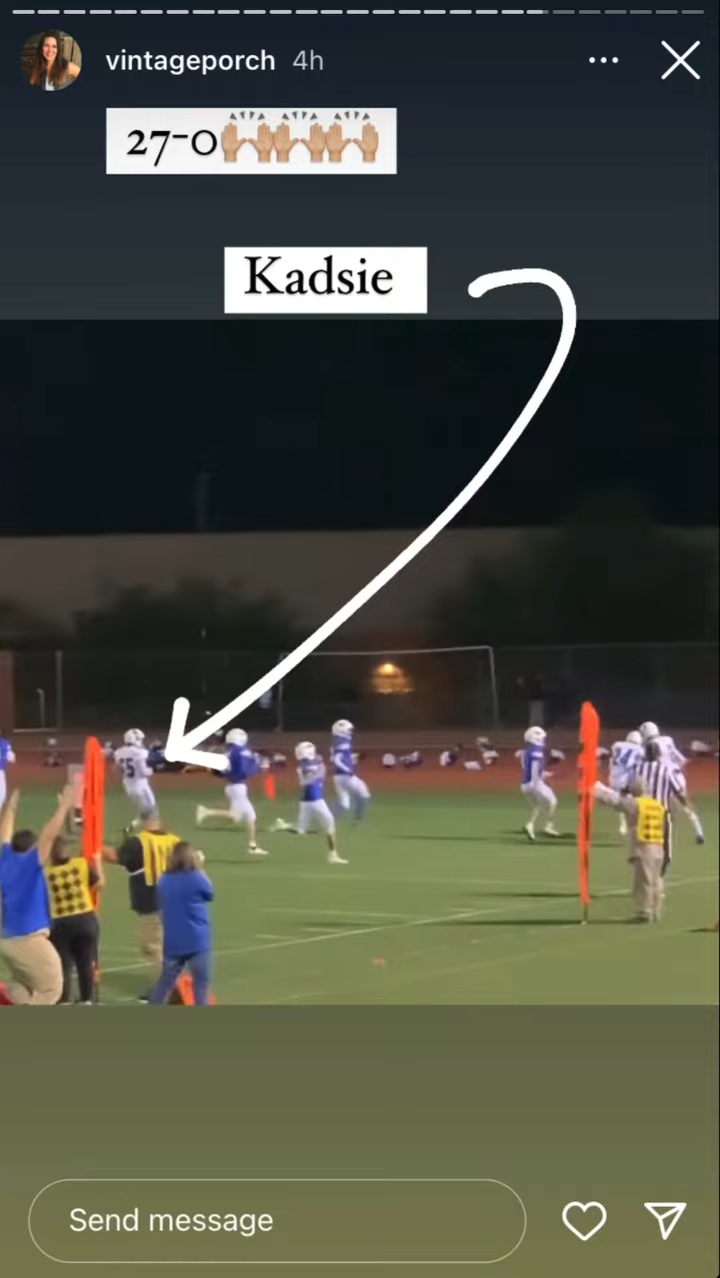 vintageporch 4h
27-0🙌🏼🙌🏼🙌🏼
Kadsie
Send message